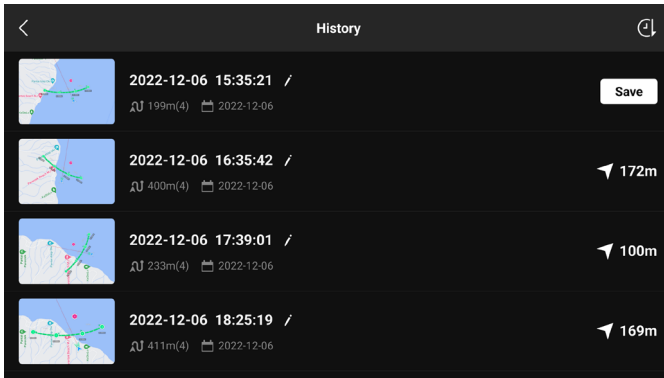 History
2022-12-06 15:35:21
199m(4) 2022-12-06
Save
2022-12-06 16:35:42
400m(4) 2022-12-06
172m
2022-12-06 17:39:01
233m(4) 2022-12-06
100m
2022-12-06 18:25:19
411m(4) 2022-12-06
169m